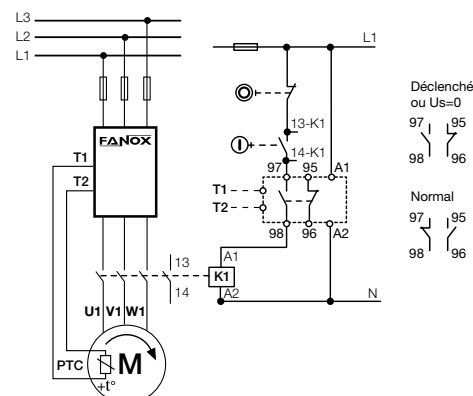 L3
L2
L1
L1
FANOX
T1
T2
13-K1
14-K1
97 95 A1
T1
T2
98 96 A2
A1
13
K1
14
A2
N
U1 V1 W1
PTC
M
+t°
Déclenché
ou Us=0
97 95
98 96
Normal
97 95
98 96